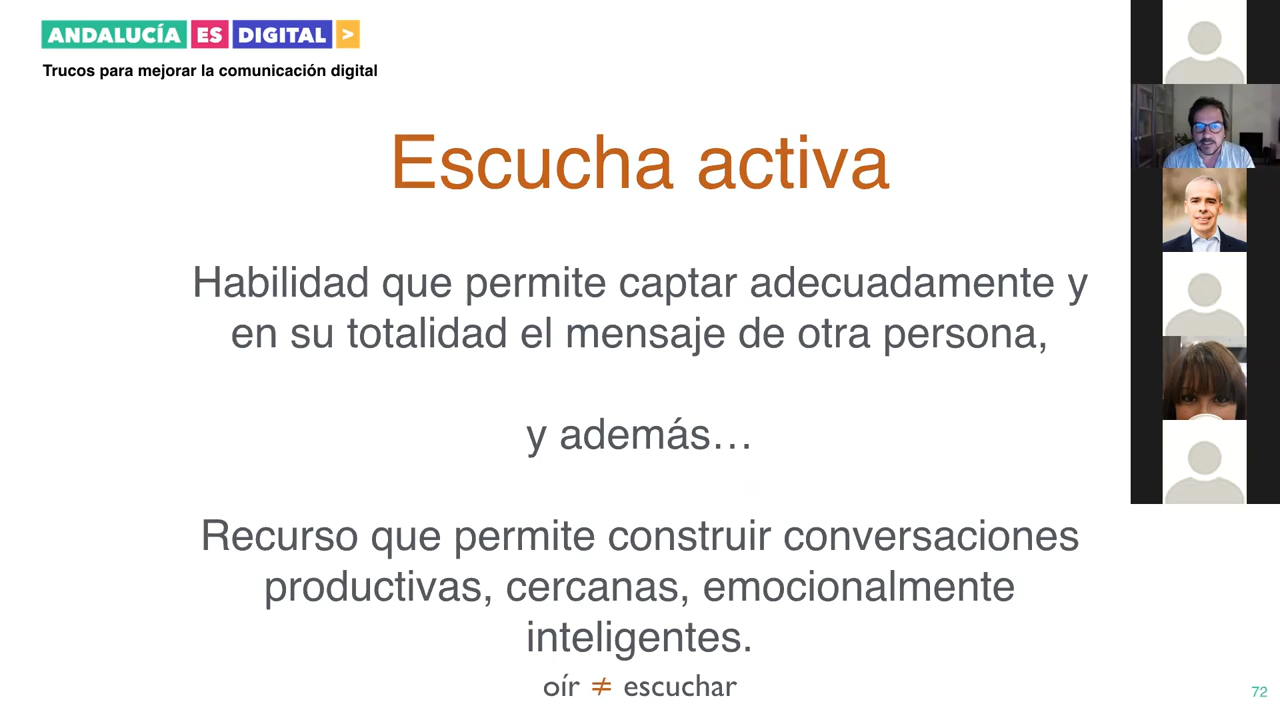 ANDALUCÍA ES DIGITAL >
Trucos para mejorar la comunicación digital
Escucha activa
Habilidad que permite captar adecuadamente y
en su totalidad el mensaje de otra persona,
y además…
Recurso que permite construir conversaciones
productivas, cercanas, emocionalmente
inteligentes.
oír ≠ escuchar
72